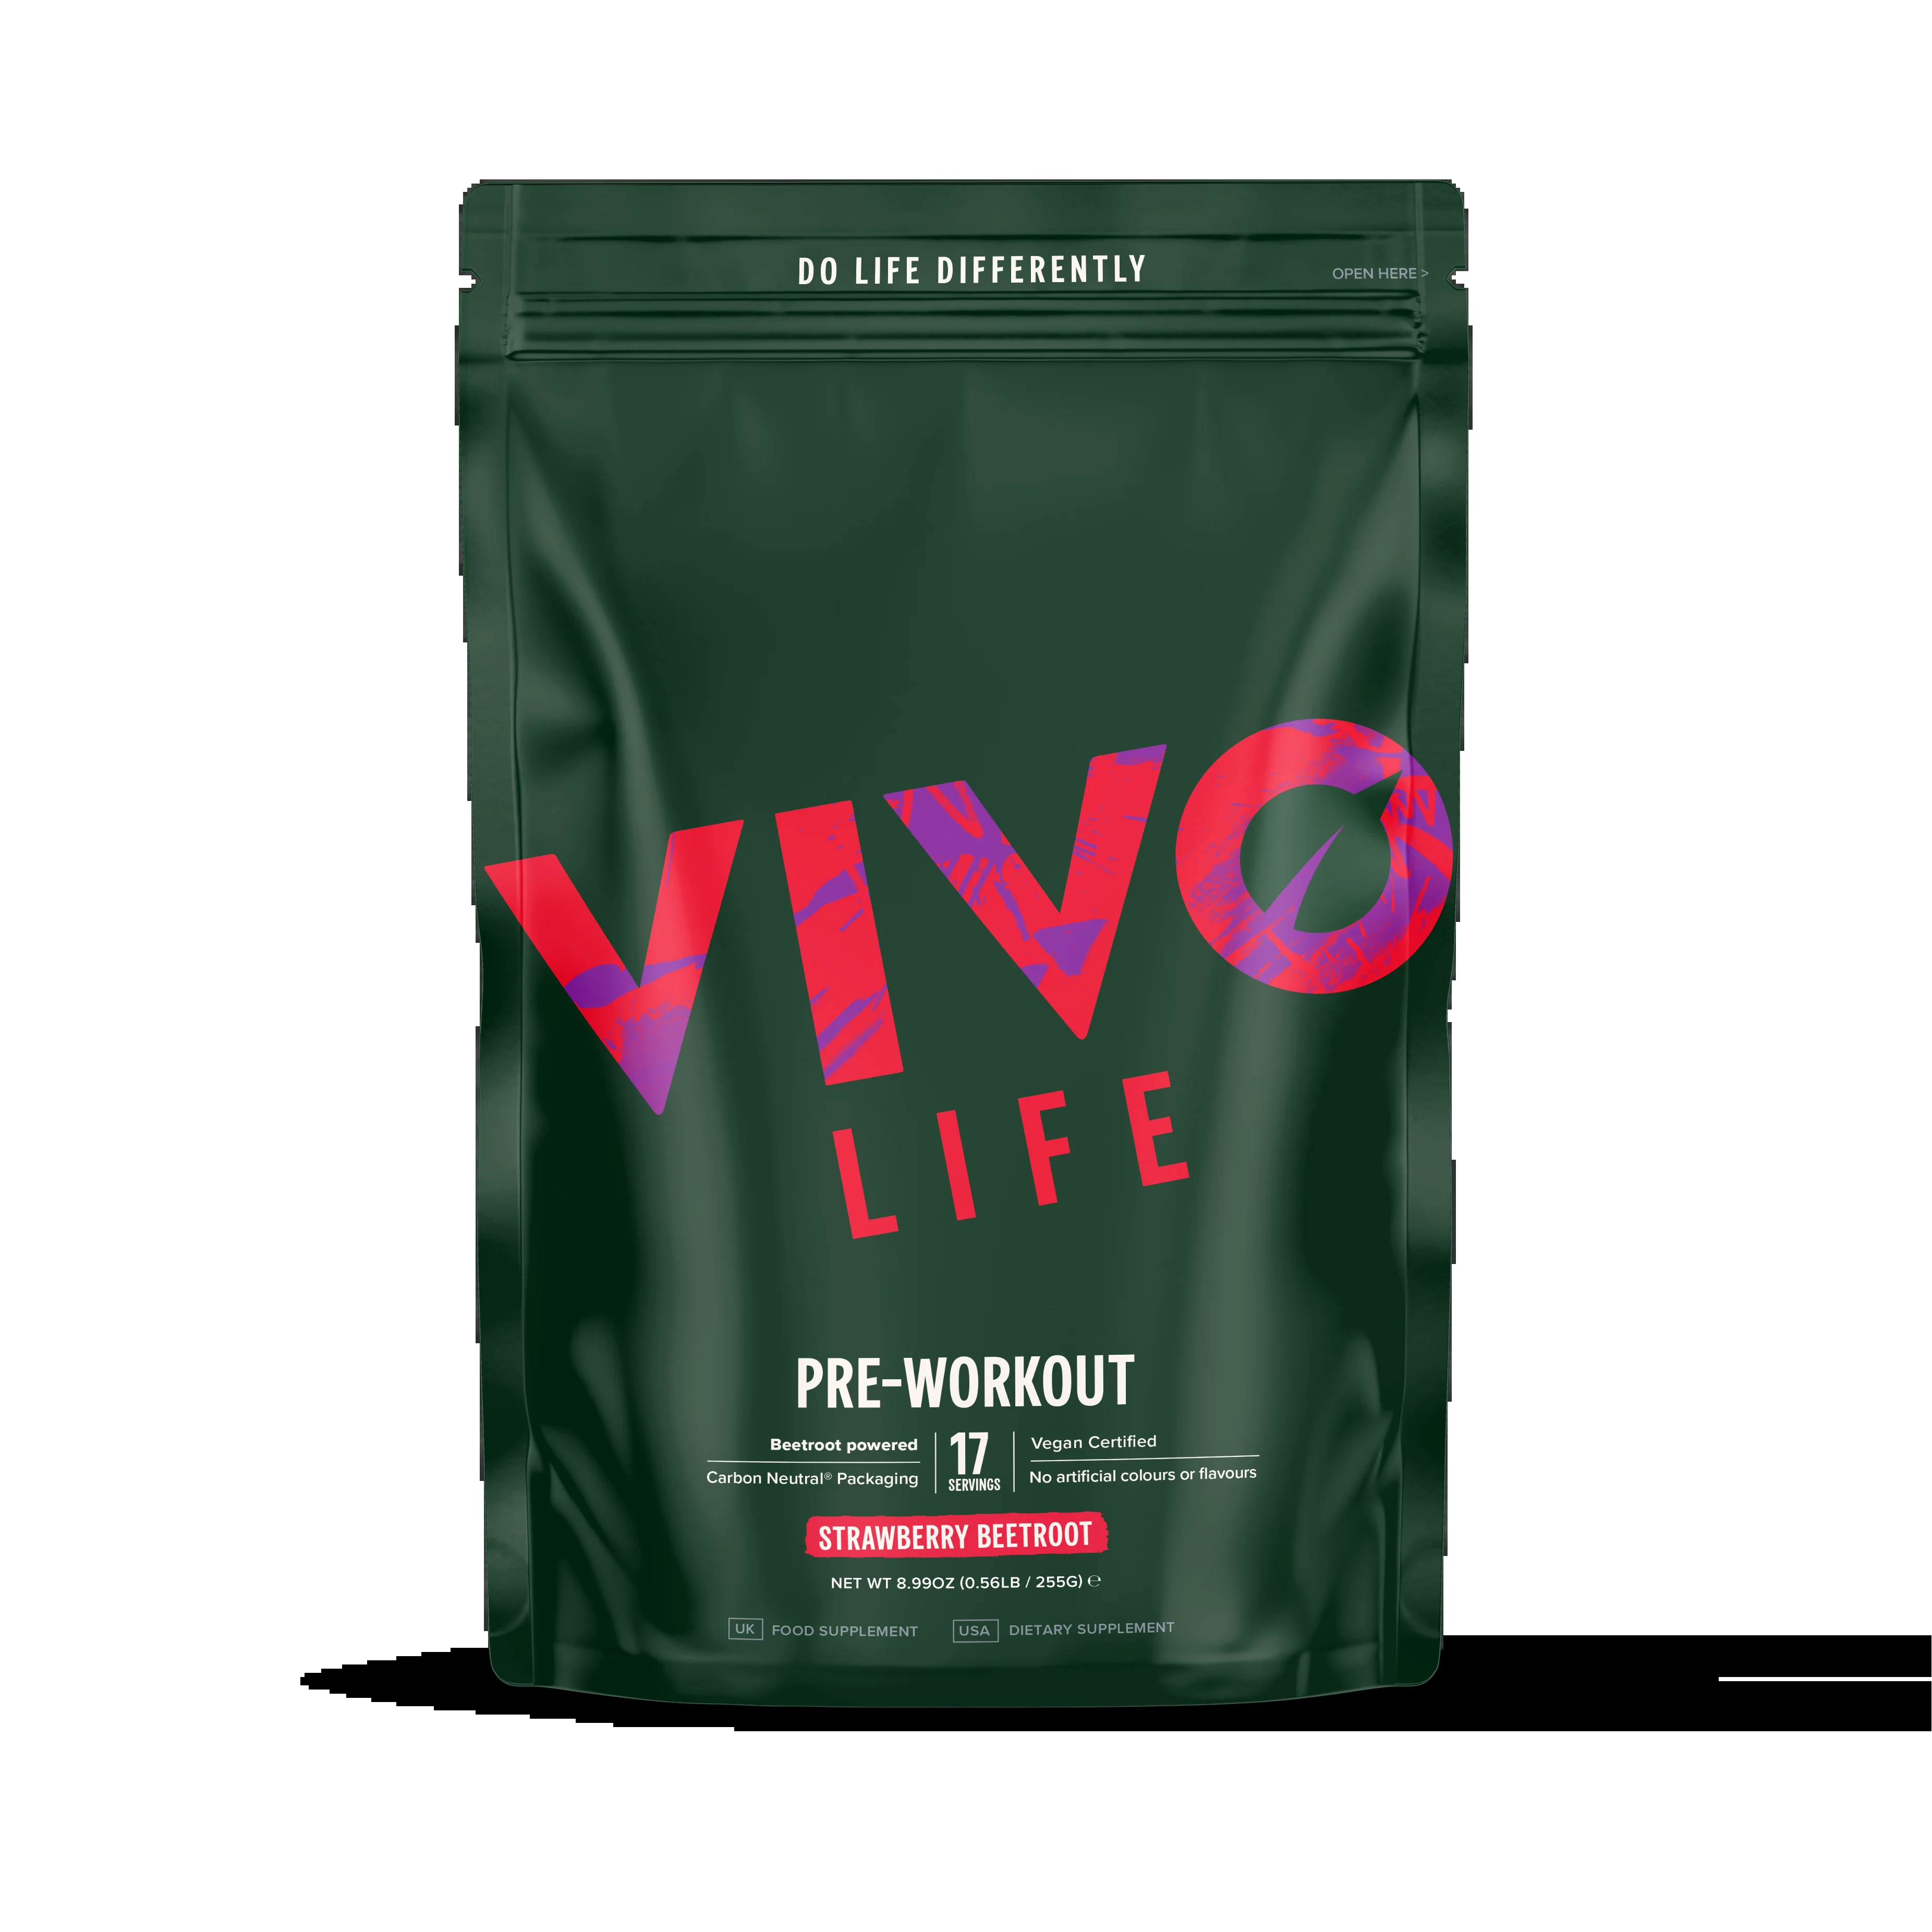 DO LIFE DIFFERENTLY
OPEN HERE >
VIVO
LIFE
PRE-WORKOUT
Beetroot powered
Carbon Neutral® Packaging
17
SERVINGS
Vegan Certified
No artificial colours or flavours
STRAWBERRY BEETROOT
NET WT 8.99OZ (0.56LB / 255G) ℮
UK FOOD SUPPLEMENT USA DIETARY SUPPLEMENT